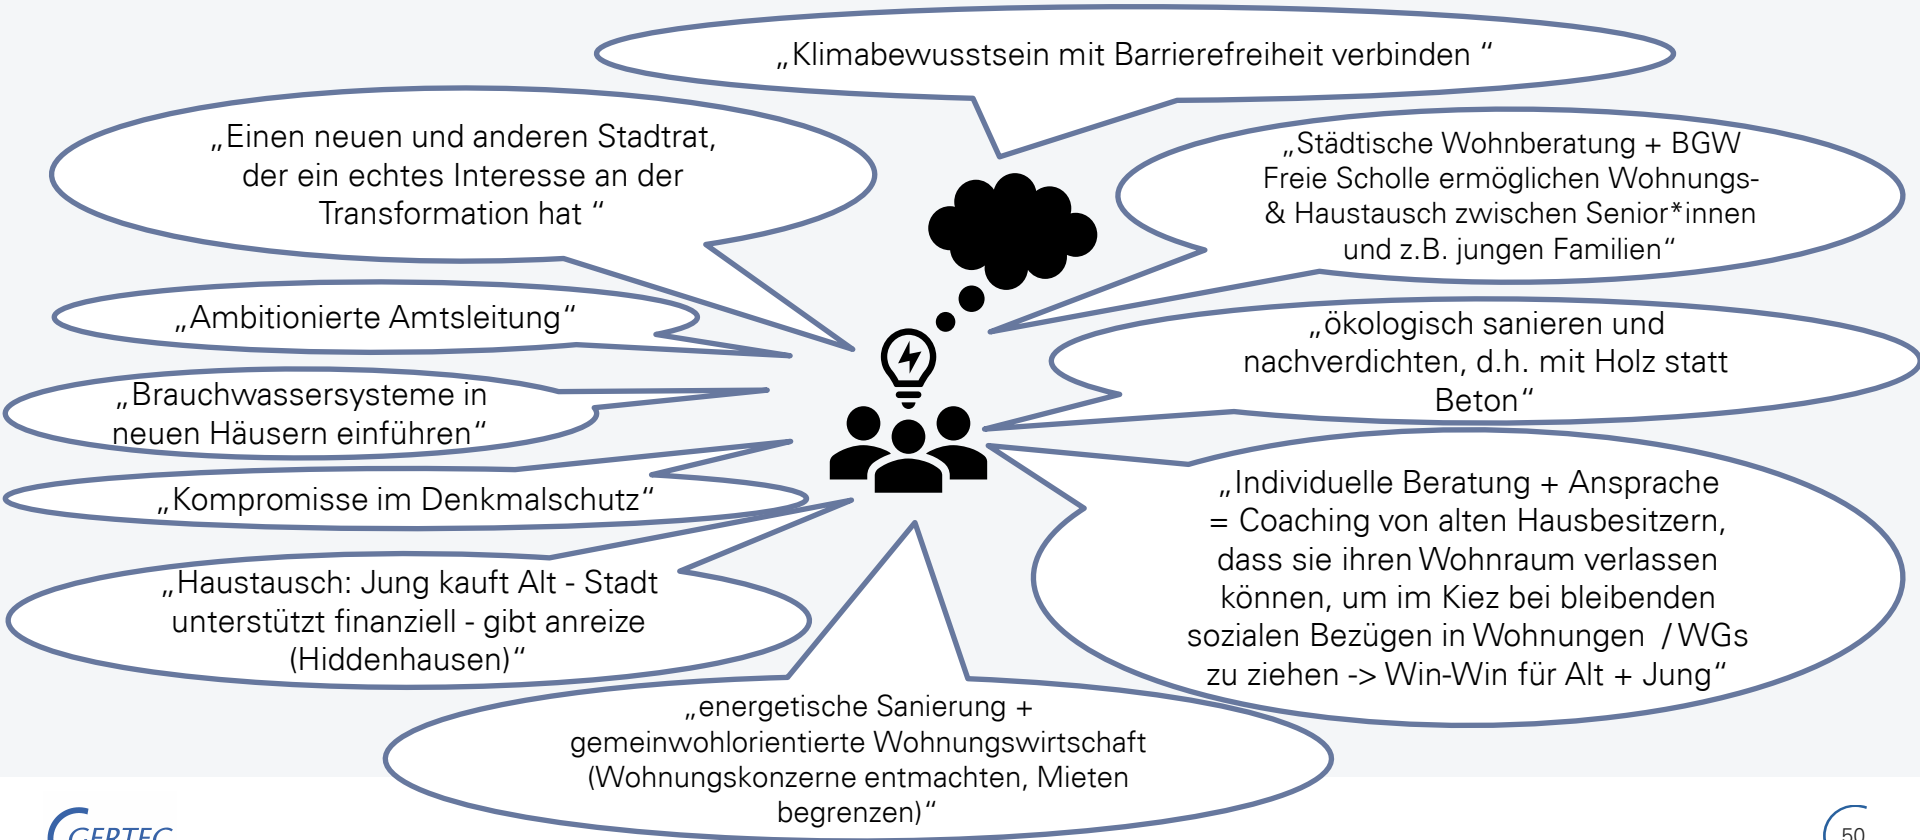 „Klimabewusstsein mit Barrierefreiheit verbinden “
„Einen neuen und anderen Stadtrat,
der ein echtes Interesse an der
Transformation hat “
„Städtische Wohnberatung + BGW
Freie Scholle ermöglichen Wohnungs-
& Haustausch zwischen Senior*innen
und z.B. jungen Familien“
„Ambitionierte Amtsleitung“
„ökologisch sanieren und
nachverdichten, d.h. mit Holz statt
Beton“
„Brauchwassersysteme in
neuen Häusern einführen“
„Kompromisse im Denkmalschutz“
„Individuelle Beratung + Ansprache
= Coaching von alten Hausbesitzern,
dass sie ihren Wohnraum verlassen
können, um im Kiez bei bleibenden
sozialen Bezügen in Wohnungen / WGs
zu ziehen -> Win-Win für Alt + Jung“
„Haustausch: Jung kauft Alt - Stadt
unterstützt finanziell - gibt anreize
(Hiddenhausen)“
„energetische Sanierung +
gemeinwohlorientierte Wohnungswirtschaft
(Wohnungskonzerne entmachten, Mieten
begrenzen)“
GERTEC
50